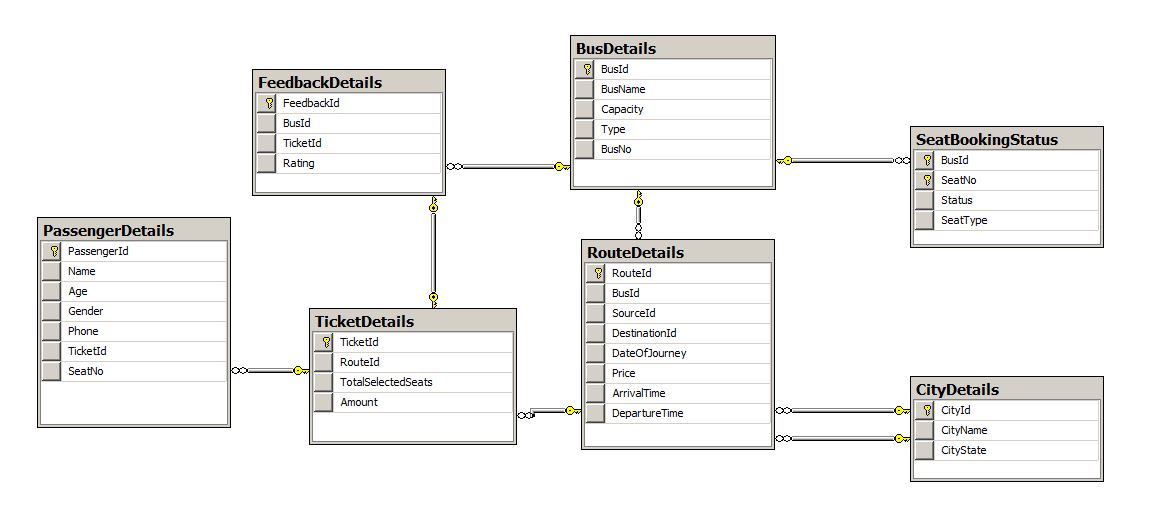 BusDetails
BusId
BusName
Capacity
Type
BusNo
FeedbackDetails
FeedbackId
BusId
TicketId
Rating
SeatBookingStatus
BusId
SeatNo
Status
SeatType
PassengerDetails
PassengerId
Name
Age
Gender
Phone
TicketId
SeatNo
RouteDetails
RouteId
BusId
SourceId
DestinationId
DateOfJourney
Price
ArrivalTime
DepartureTime
TicketDetails
TicketId
RouteId
TotalSelectedSeats
Amount
CityDetails
CityId
CityName
CityState